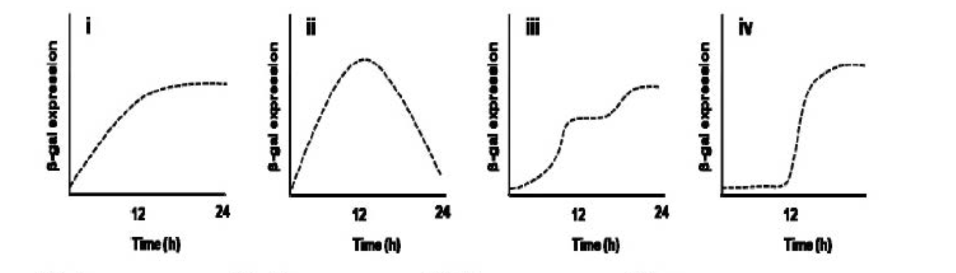 i
β-gal expression
12 24
Time (h)
ii
β-gal expression
12 24
Time (h)
iii
β-gal expression
12 24
Time (h)
iv
β-gal expression
12
Time (h)